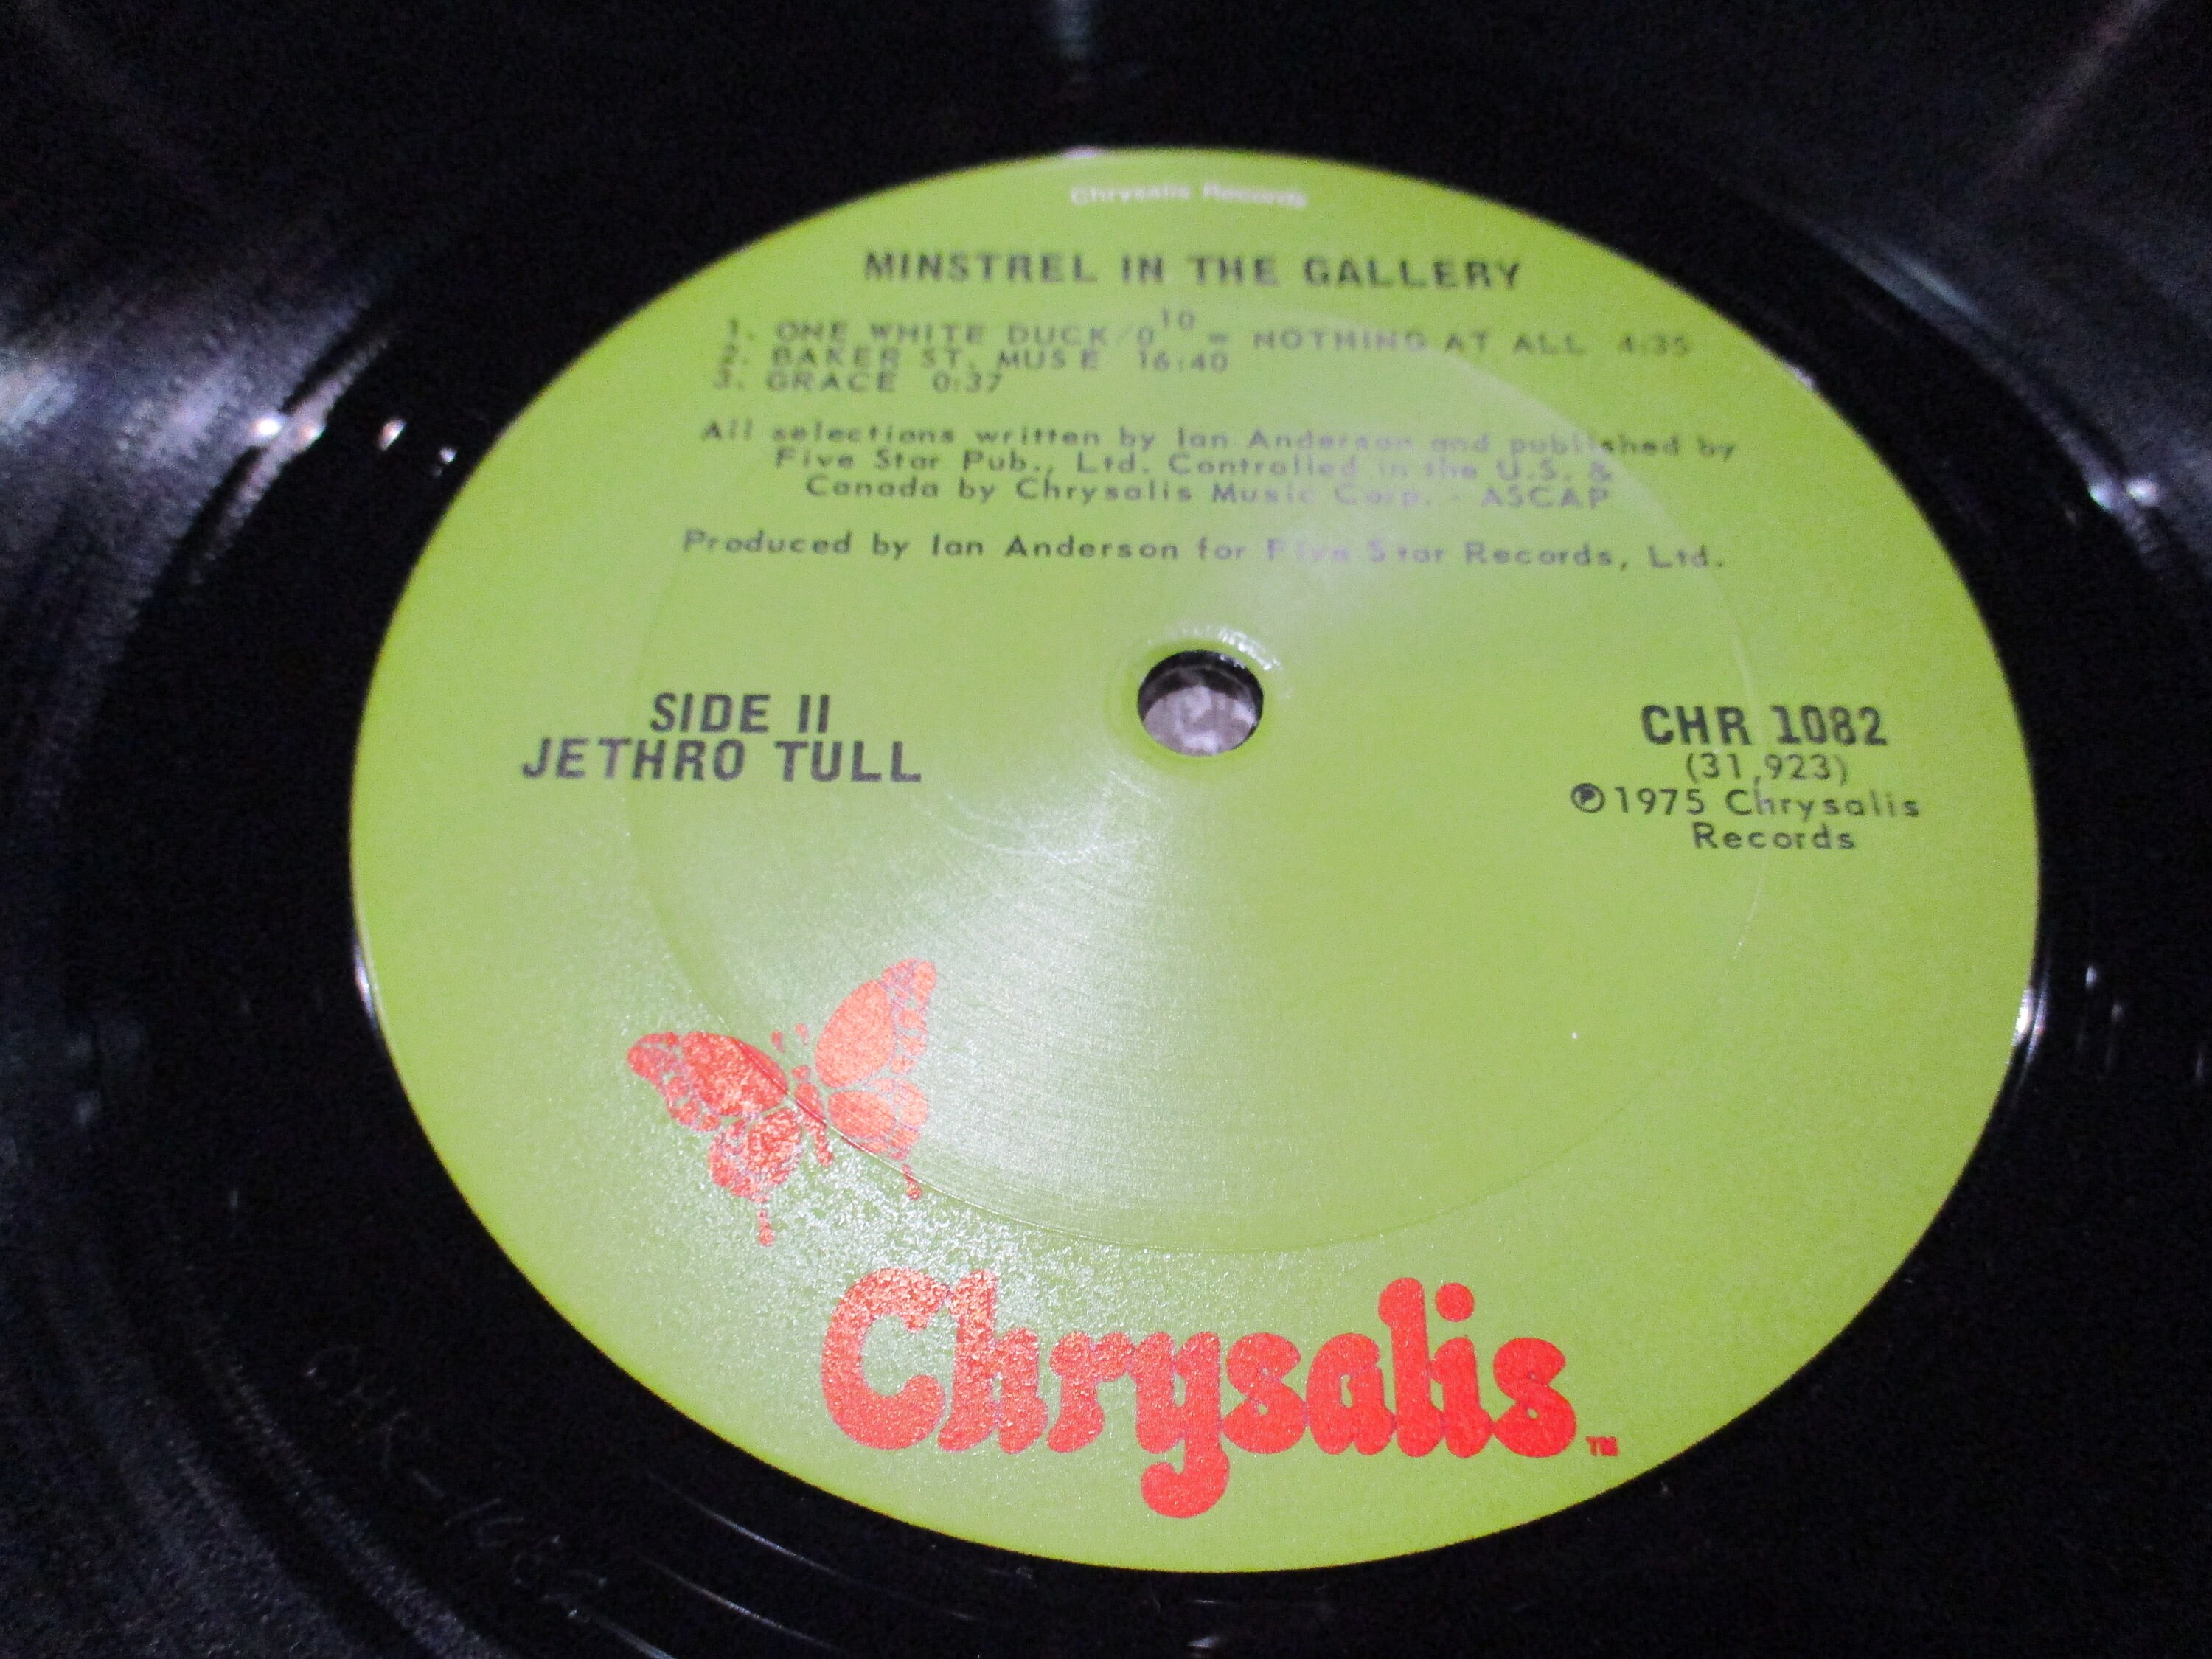 Chrysalis Records
MINSTREL IN THE GALLERY
1. ONE WHITE DUCK/0¹⁰ = NOTHING AT ALL 4:35
2. BAKER ST. MUSE 16:40
3. GRACE 0:37
All selections written by Ian Anderson and published by
Five Star Pub., Ltd. Controlled in the U.S. &
Canada by Chrysalis Music Corp. - ASCAP
Produced by Ian Anderson for Five Star Records, Ltd.
SIDE II
JETHRO TULL
CHR 1082
(31,923)
℗1975 Chrysalis
Records
Chrysalis™